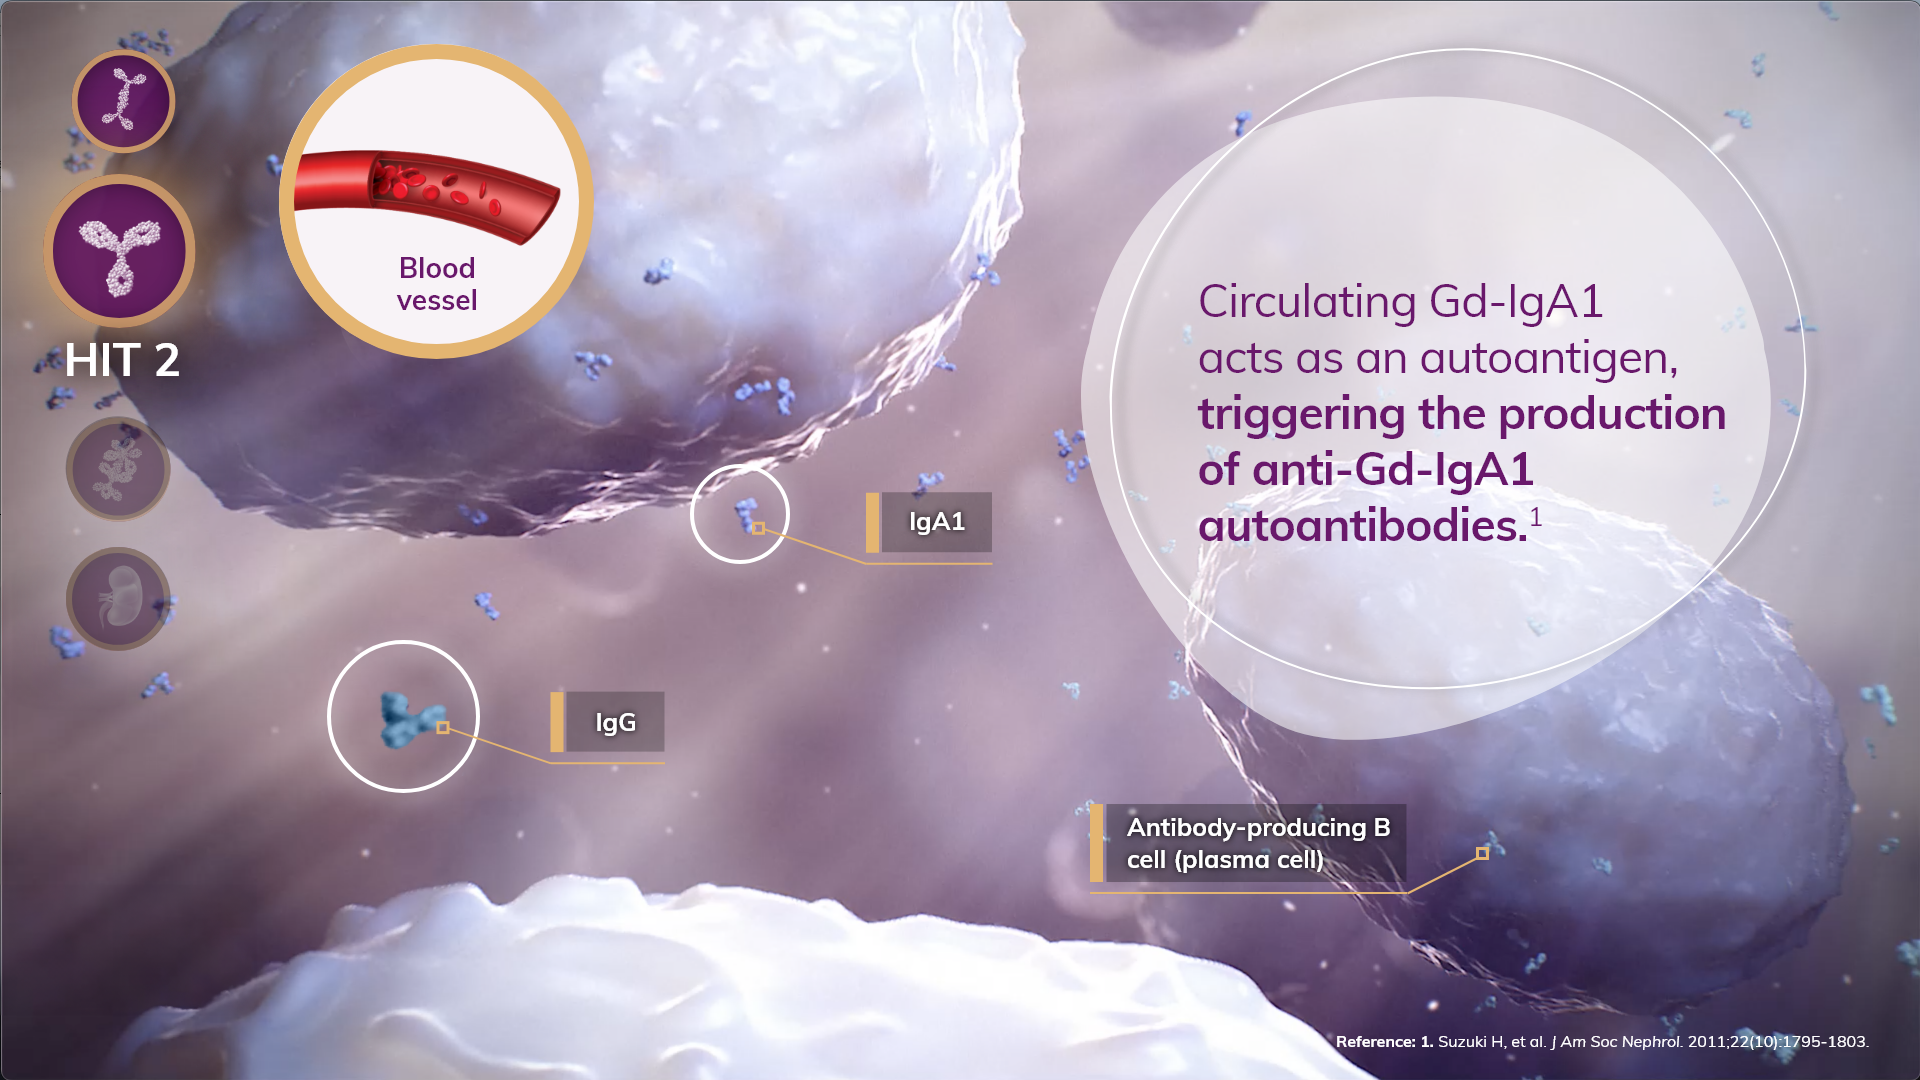 Blood
vessel
HIT 2
Circulating Gd-IgA1
acts as an autoantigen,
triggering the production
of anti-Gd-IgA1
autoantibodies.1
IgA1
IgG
Antibody-producing B
cell (plasma cell)
Reference: 1. Suzuki H, et al. J Am Soc Nephrol. 2011;22(10):1795-1803.